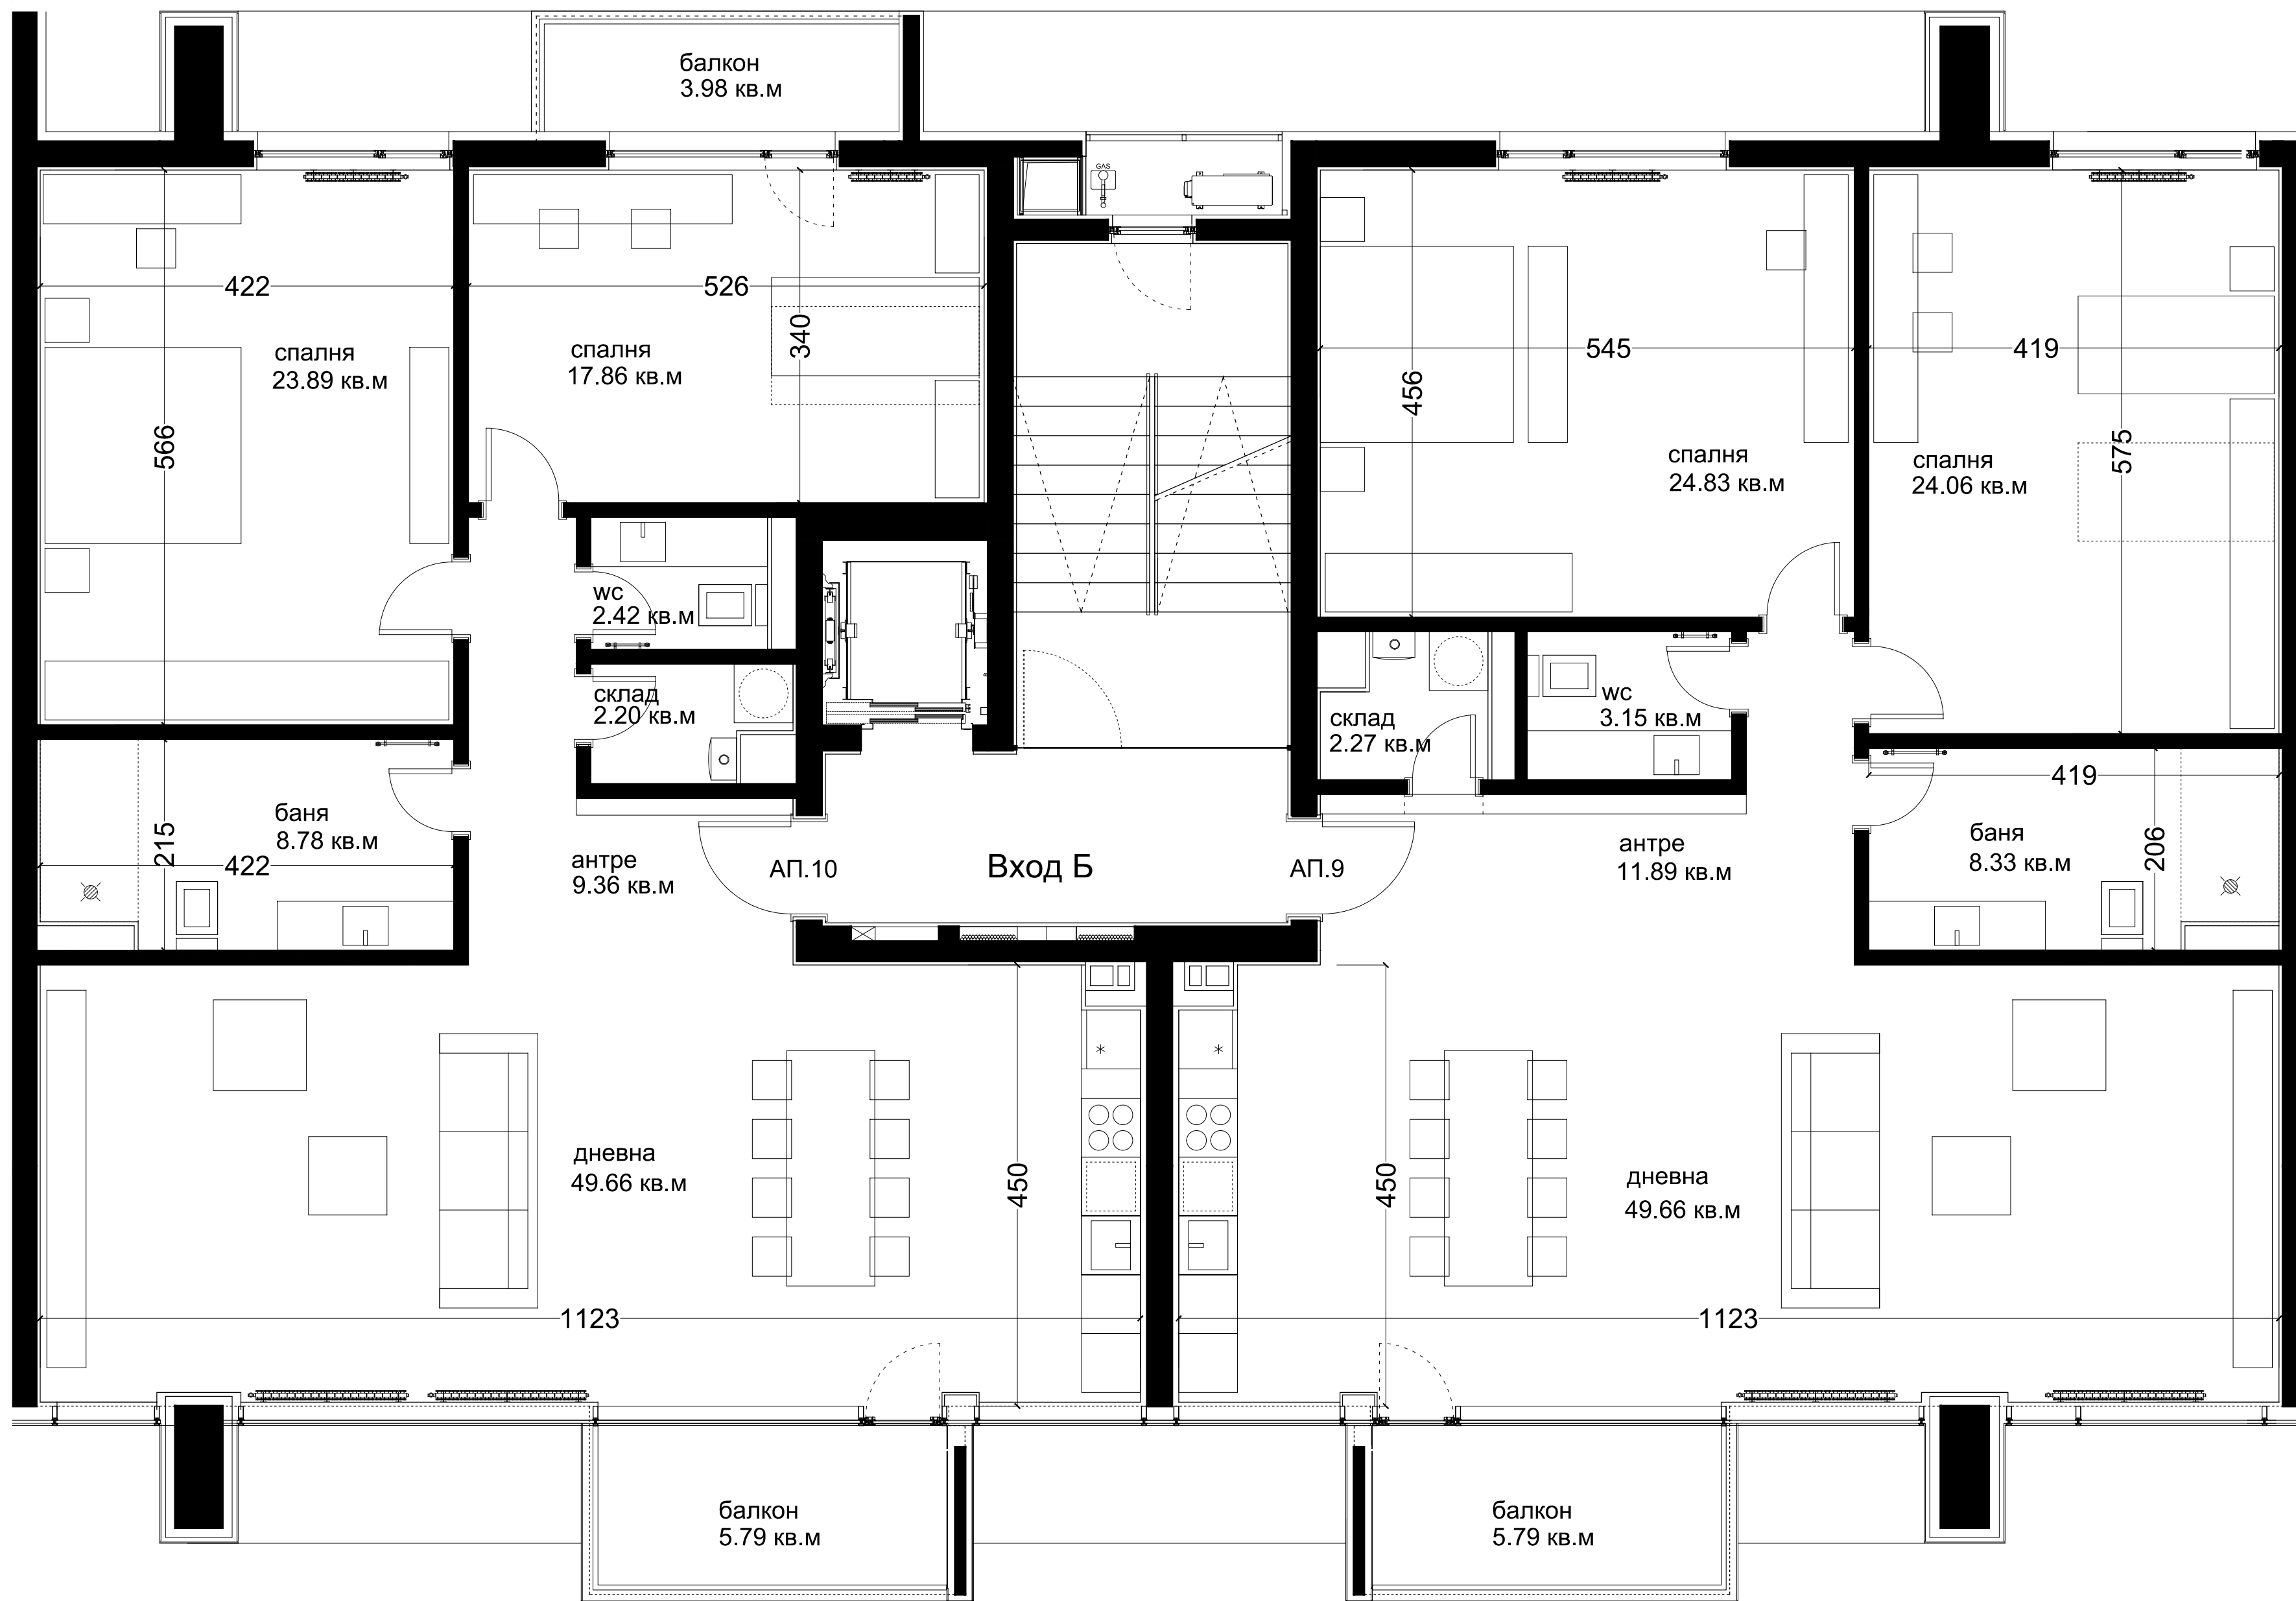 балкон
3.98 кв.м
GAS
422
526
340
545
419
спалня
23.89 кв.м
спалня
17.86 кв.м
456
566
575
спалня
24.83 кв.м
спалня
24.06 кв.м
wc
2.42 кв.м
склад
2.20 кв.м
wc
3.15 кв.м
склад
2.27 кв.м
419
баня
8.78 кв.м
215
422
антре
9.36 кв.м
АП.10
Вход Б
АП.9
антре
11.89 кв.м
баня
8.33 кв.м
206
дневна
49.66 кв.м
450
450
дневна
49.66 кв.м
1123
1123
балкон
5.79 кв.м
балкон
5.79 кв.м